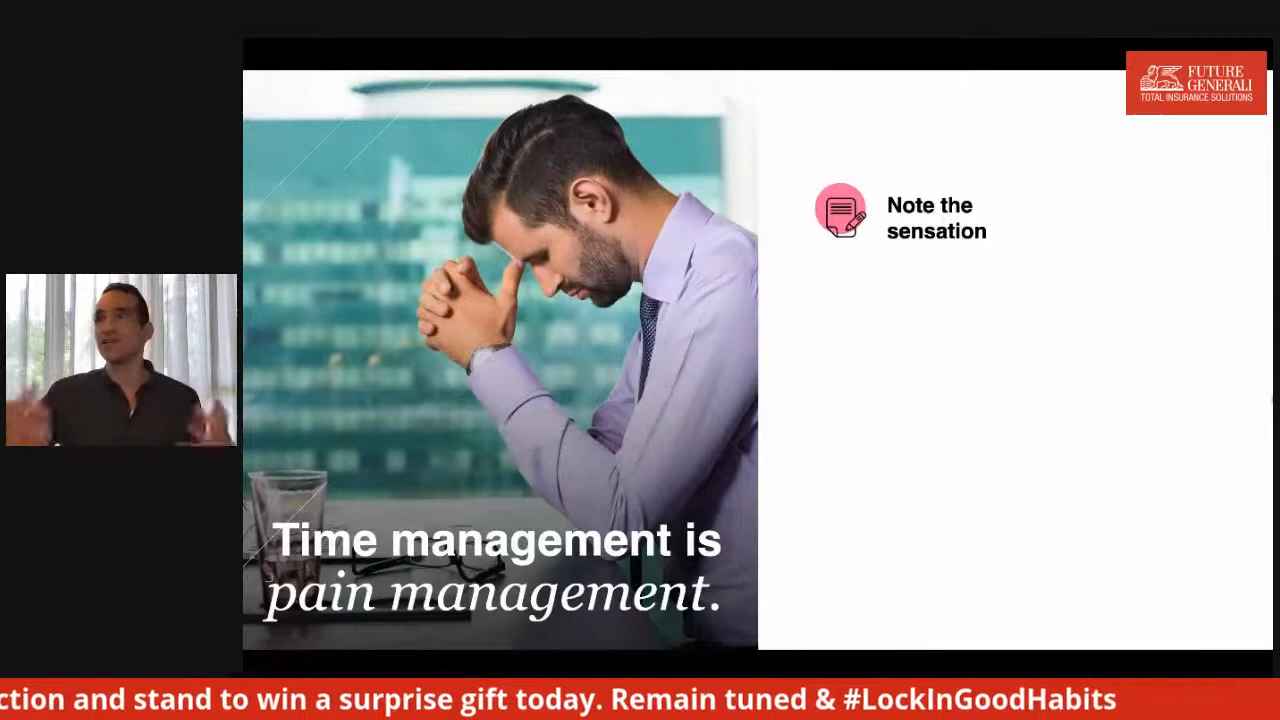 FUTURE
GENERALI
TOTAL INSURANCE SOLUTIONS
Note the
sensation
Time management is
pain management.
ction and stand to win a surprise gift today. Remain tuned & #LockInGoodHabits